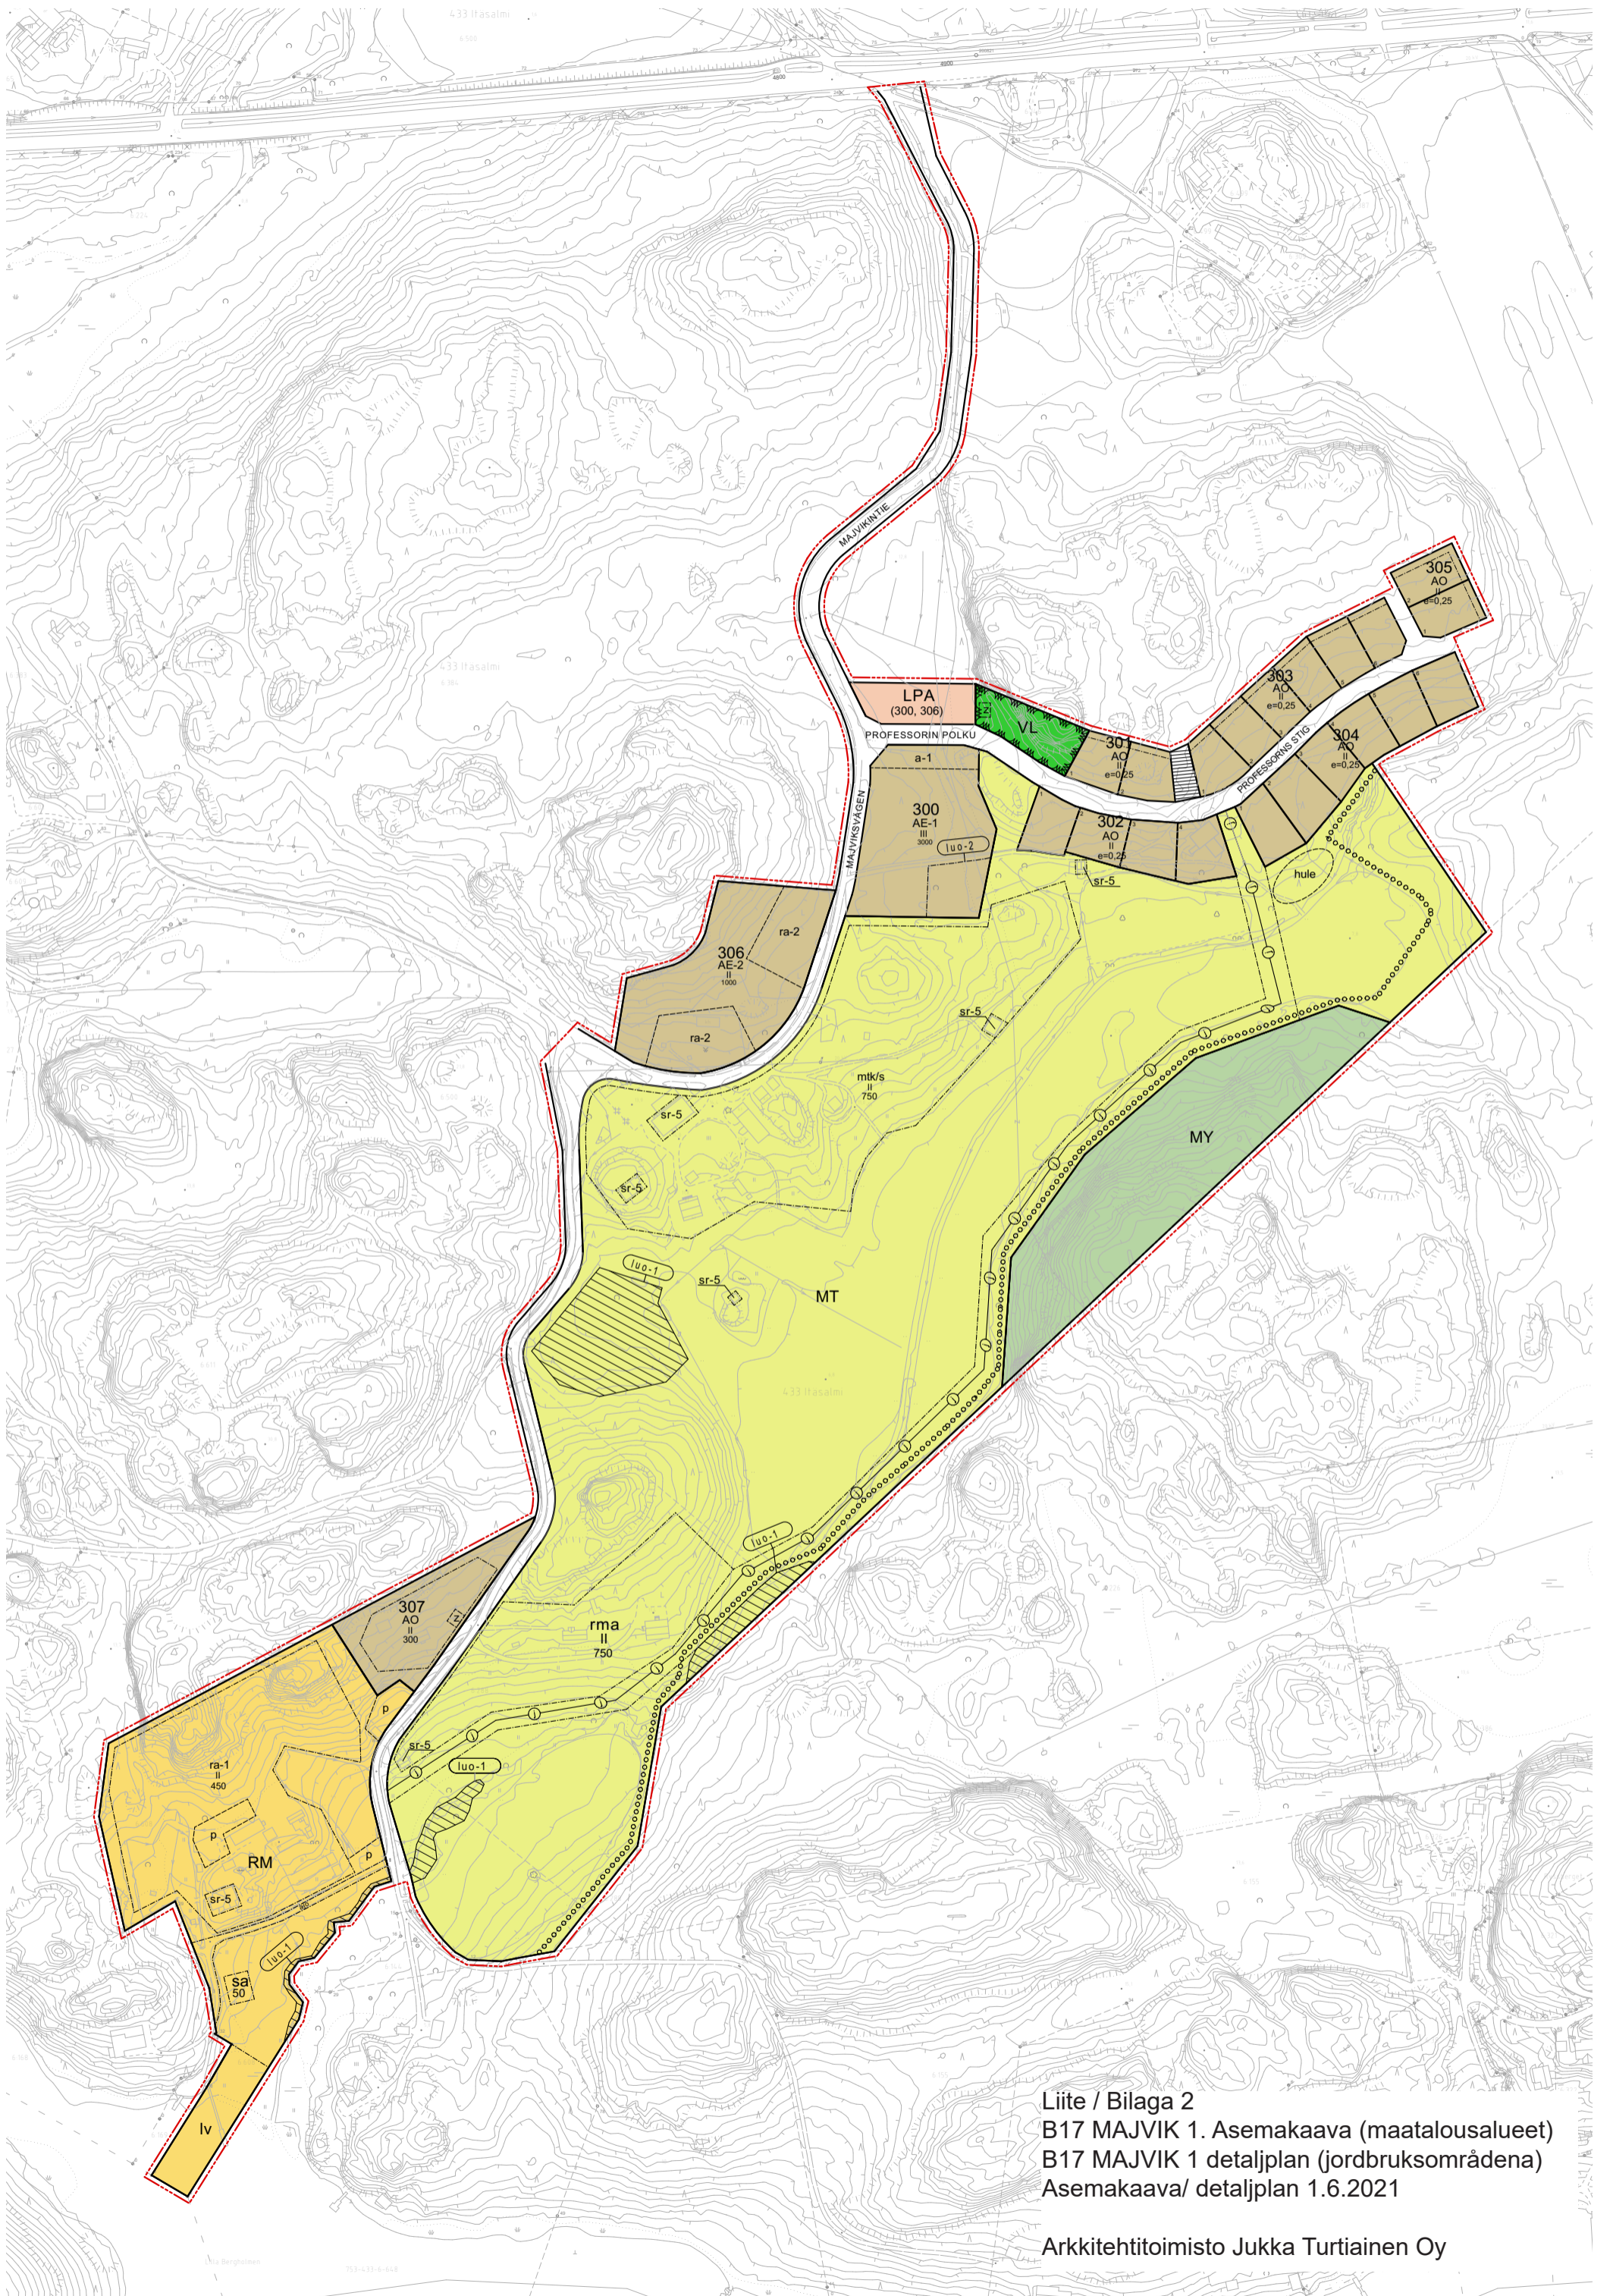 433 Itäsalmi
MAJVIKINTIE
305
AO
II
e=0,25
433 Itäsalmi
6:984
LPA
(300, 306)
VL
303
AO
II
e=0,25
PROFESSORIN POLKU
301
AO
II
e=0,25
304
AO
II
e=0,25
PROFESSORNS STIG
a-1
MAJVIKSVÄGEN
300
AE-1
III
3000
luo-2
302
AO
II
e=0,25
sr-5
hule
306
AE-2
II
1000
ra-2
ra-2
sr-5
mtk/s
II
750
sr-5
MY
sr-5
luo-1
sr-5
MT
433 Itäsalmi
luo-1
307
AO
II
300
z
rma
II
750
p
sr-5
luo-1
ra-1
II
450
p
RM
p
sr-5
luo-1
sa
50
lv
Liite / Bilaga 2
B17 MAJVIK 1. Asemakaava (maatalousalueet)
B17 MAJVIK 1 detaljplan (jordbruksområdena)
Asemakaava/ detaljplan 1.6.2021
Arkkitehtitoimisto Jukka Turtiainen Oy
753-433-6-648